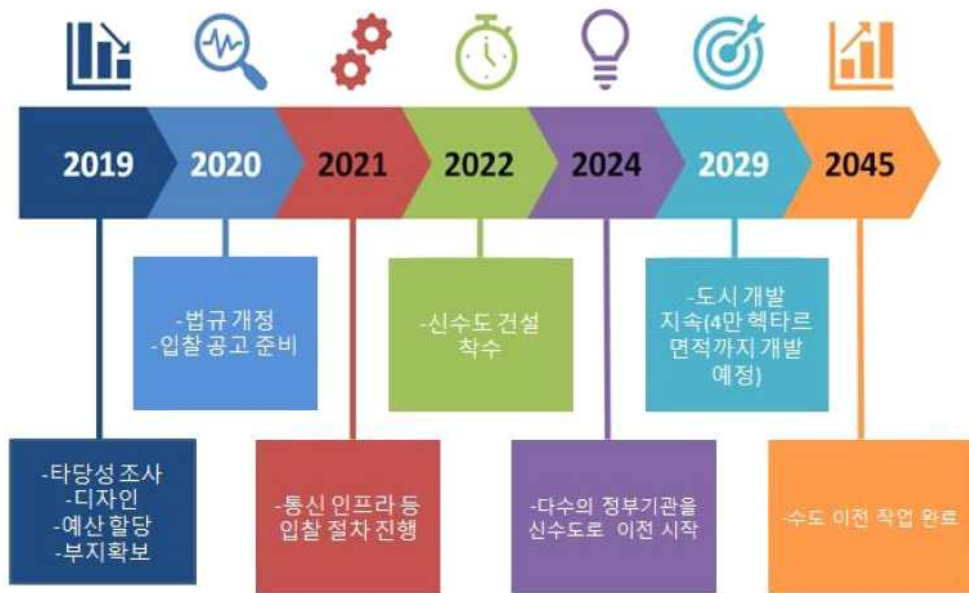 2019
2020
2021
2022
2024
2029
2045
-법규 개정
-입찰 공고 준비
-신수도 건설
착수
-도시 개발
지속(4만 헥타르
면적까지 개발
예정)
-타당성 조사
-디자인
-예산 할당
-부지확보
-통신 인프라 등
입찰 절차 진행
-다수의 정부기관을
신수도로 이전 시작
-수도 이전 작업 완료